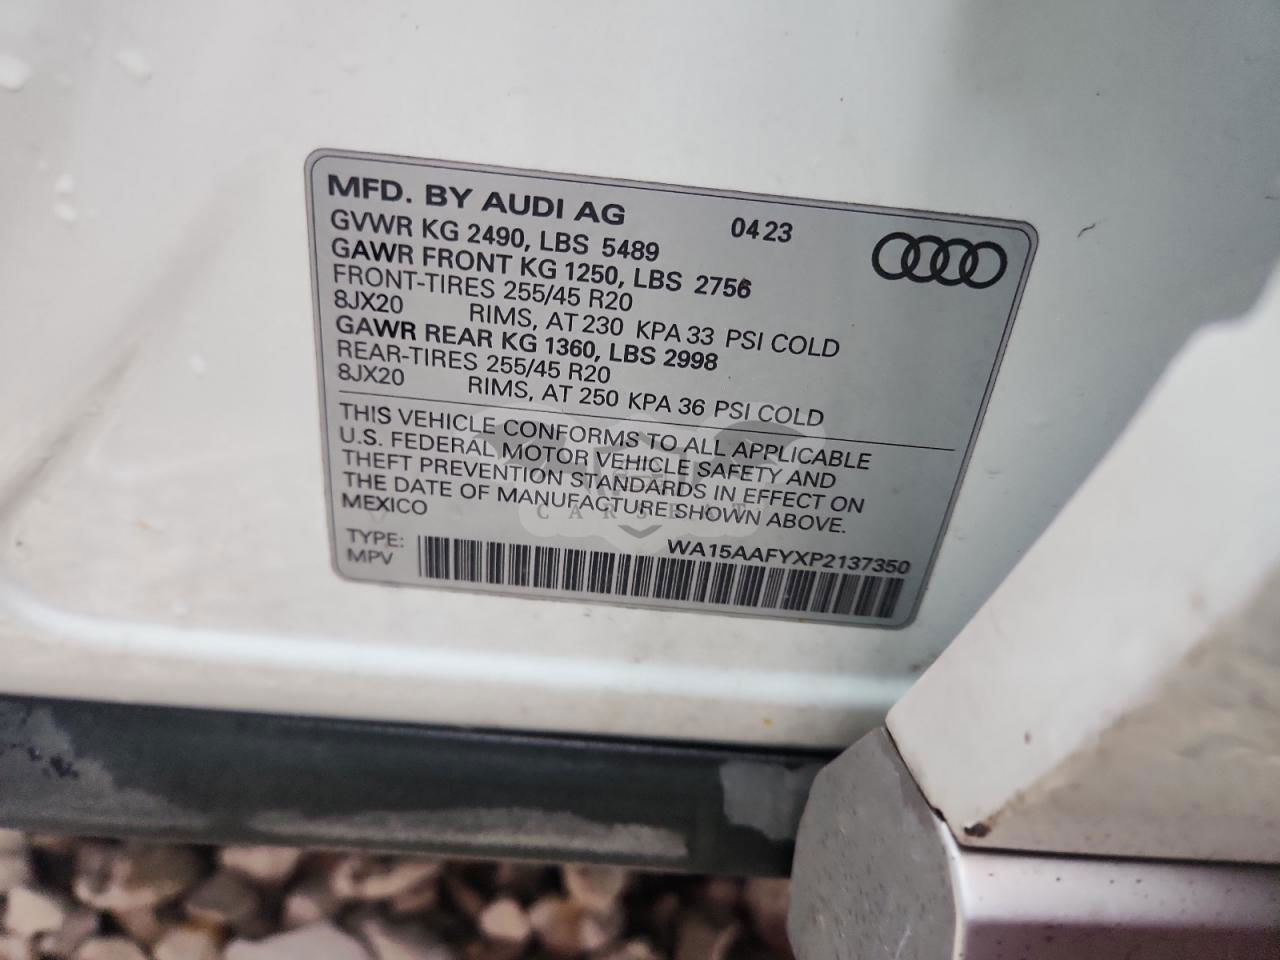 MFD. BY AUDI AG 0423
GVWR KG 2490, LBS 5489
GAWR FRONT KG 1250, LBS 2756
FRONT-TIRES 255/45 R20
8JX20 RIMS, AT 230 KPA 33 PSI COLD
GAWR REAR KG 1360, LBS 2998
REAR-TIRES 255/45 R20
8JX20 RIMS, AT 250 KPA 36 PSI COLD
THIS VEHICLE CONFORMS TO ALL APPLICABLE
U.S. FEDERAL MOTOR VEHICLE SAFETY AND
THEFT PREVENTION STANDARDS IN EFFECT ON
THE DATE OF MANUFACTURE SHOWN ABOVE.
MEXICO
TYPE: WA15AAFYXP2137350
MPV